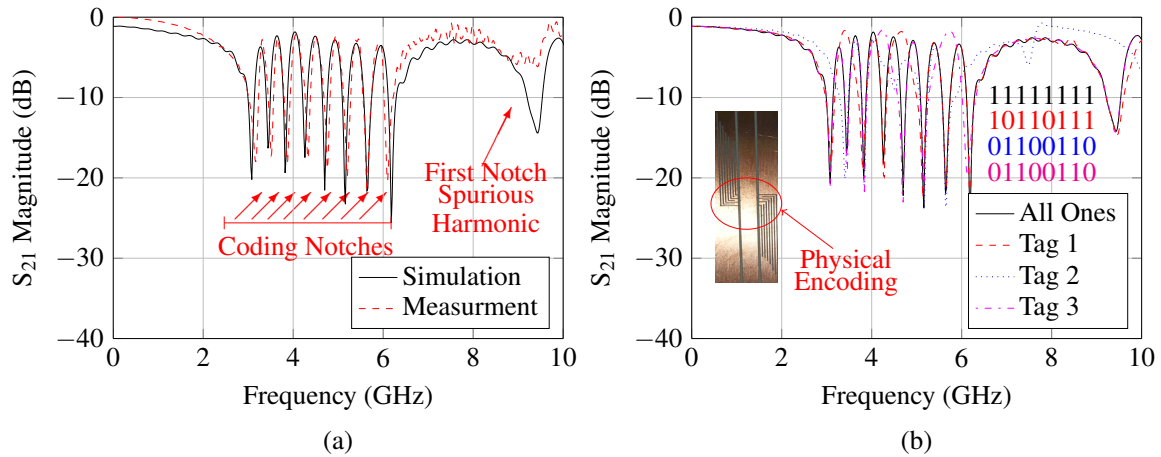 0
−10
−20
−30
−40
S21 Magnitude (dB)
0 2 4 6 8 10
Frequency (GHz)
Coding Notches
First Notch
Spurious
Harmonic
Simulation
Measurment
(a)
0
−10
−20
−30
−40
S21 Magnitude (dB)
0 2 4 6 8 10
Frequency (GHz)
11111111
10110111
01100110
01100110
Physical
Encoding
All Ones
Tag 1
Tag 2
Tag 3
(b)